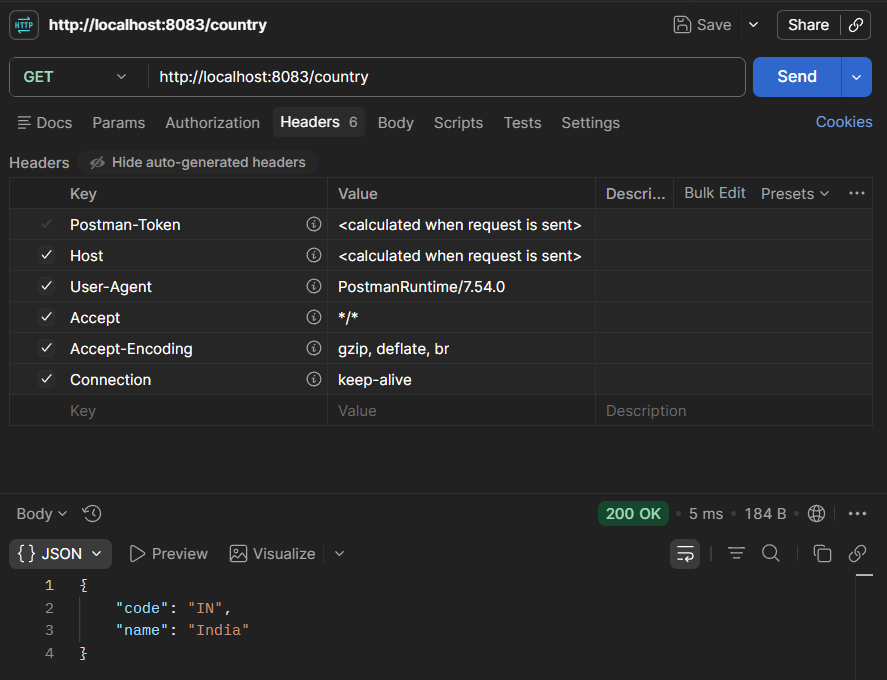 HTTP http://localhost:8083/country Save Share
GET http://localhost:8083/country Send
Docs Params Authorization Headers 6 Body Scripts Tests Settings Cookies
Headers Hide auto-generated headers
Key Value Descri... Bulk Edit Presets
Postman-Token <calculated when request is sent>
Host <calculated when request is sent>
User-Agent PostmanRuntime/7.54.0
Accept */*
Accept-Encoding gzip, deflate, br
Connection keep-alive
Key Value Description
Body 200 OK • 5 ms • 184 B •
{} JSON Preview Visualize
1 {
2 "code": "IN",
3 "name": "India"
4 }